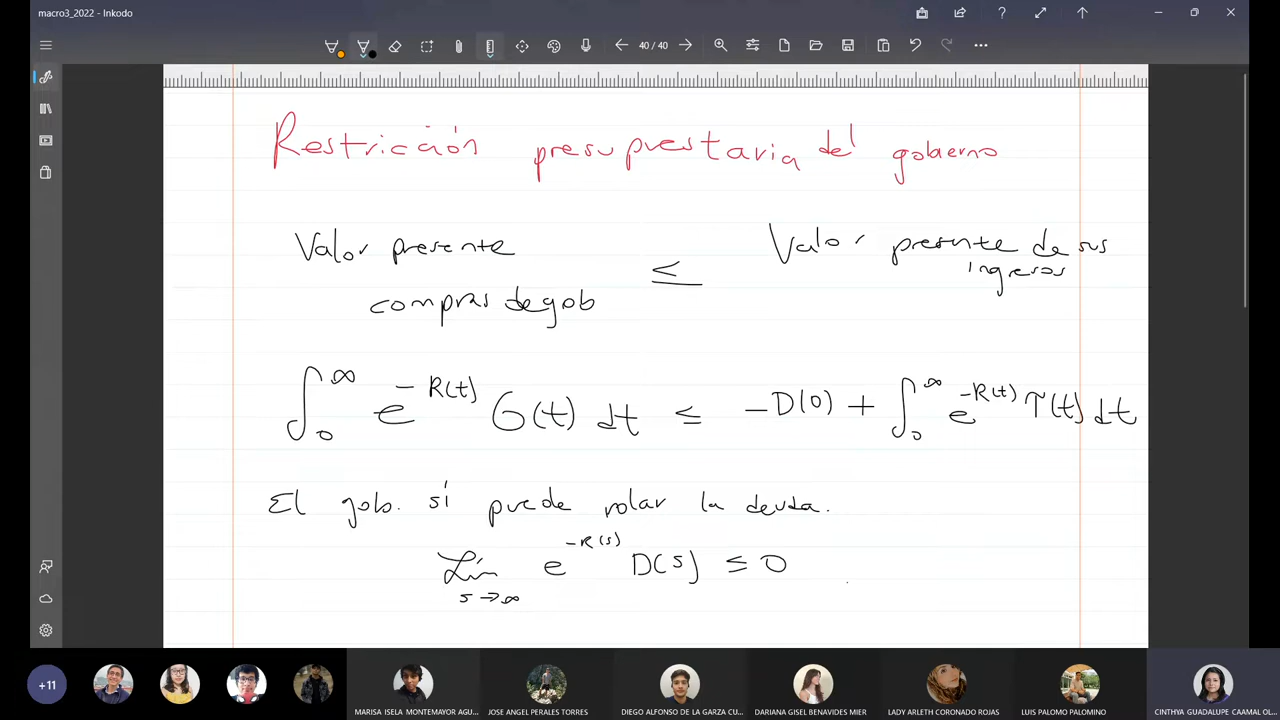 macro3_2022 - Inkodo
40 / 40
Restricción presupuestaria del gobierno
Valor presente compras de gob ≤ Valor presente de sus ingresos
∫₀^∞ e^{-R(t)} G(t) dt ≤ -D(0) + ∫₀^∞ e^{-R(t)} T(t) dt
El gob. sí puede rolar la deuda.
Lím_{s→∞} e^{-R(s)} D(s) ≤ 0
+11
MARISA ISELA MONTEMAYOR AGU...
JOSE ANGEL PERALES TORRES
DIEGO ALFONSO DE LA GARZA CU...
DARIANA GISEL BENAVIDES MIER
LADY ARLETH CORONADO ROJAS
LUIS PALOMO PALOMINO
CINTHYA GUADALUPE CAAMAL OL...